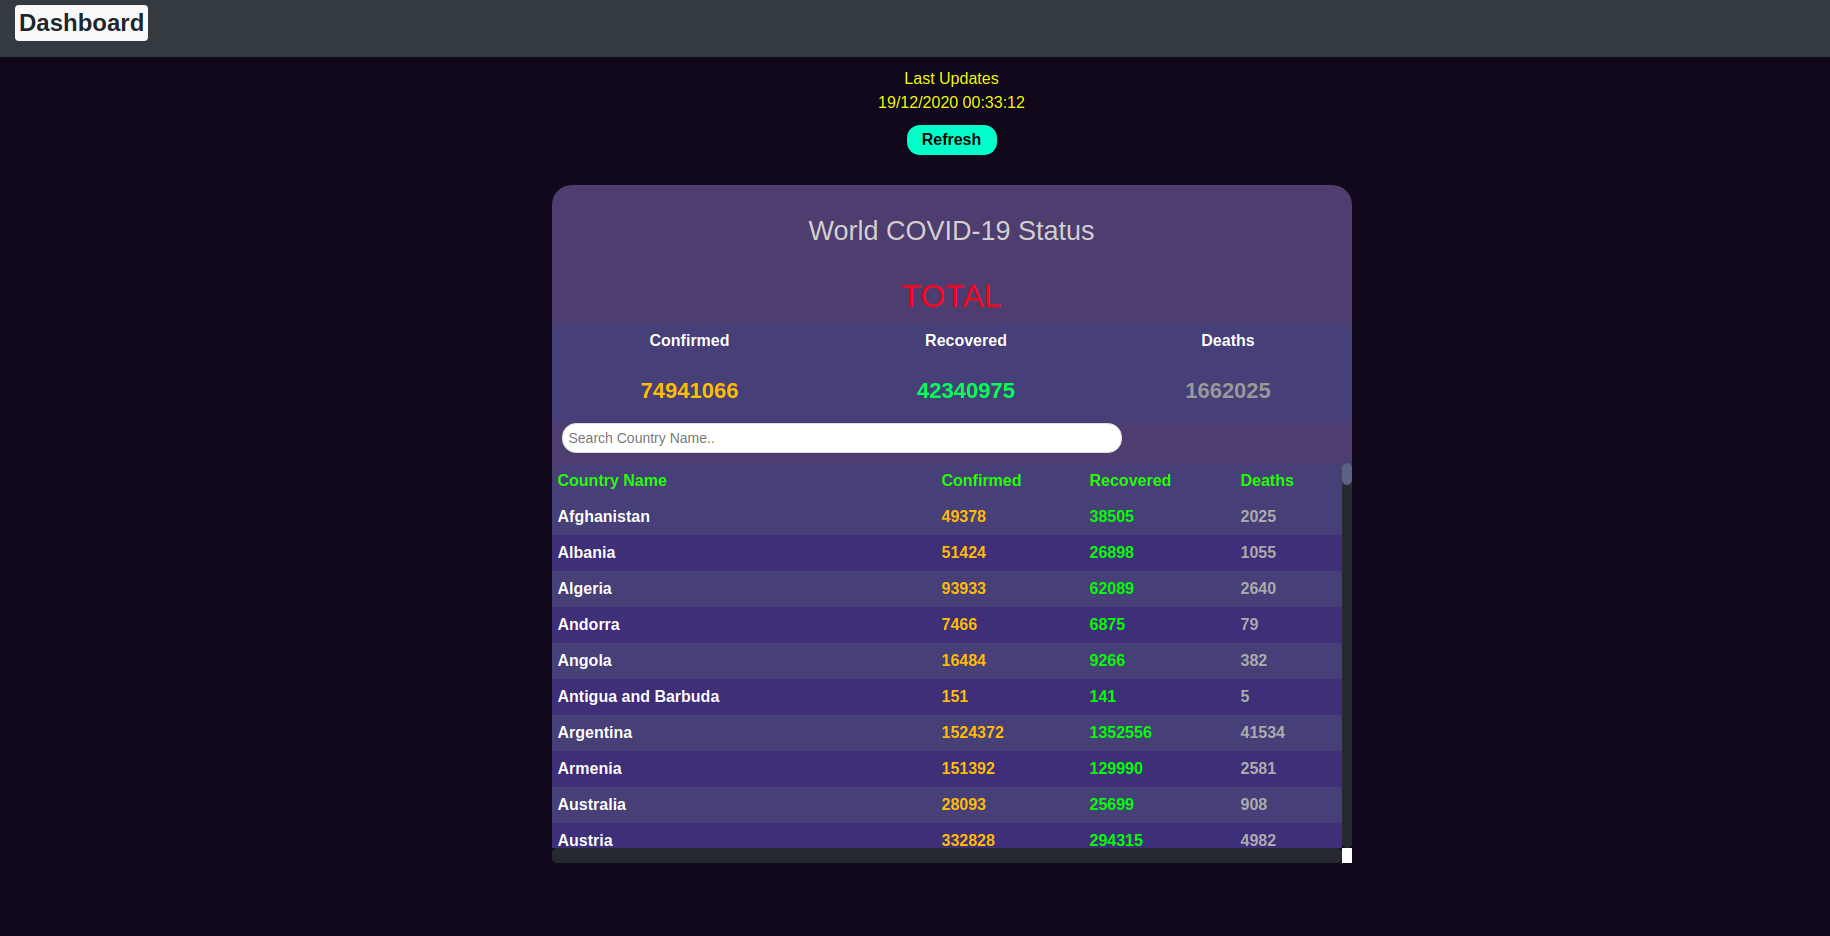 Dashboard
Last Updates
19/12/2020 00:33:12
Refresh
World COVID-19 Status
TOTAL
Confirmed Recovered Deaths
74941066 42340975 1662025
Search Country Name..
Country Name Confirmed Recovered Deaths
Afghanistan 49378 38505 2025
Albania 51424 26898 1055
Algeria 93933 62089 2640
Andorra 7466 6875 79
Angola 16484 9266 382
Antigua and Barbuda 151 141 5
Argentina 1524372 1352556 41534
Armenia 151392 129990 2581
Australia 28093 25699 908
Austria 332828 294315 4982